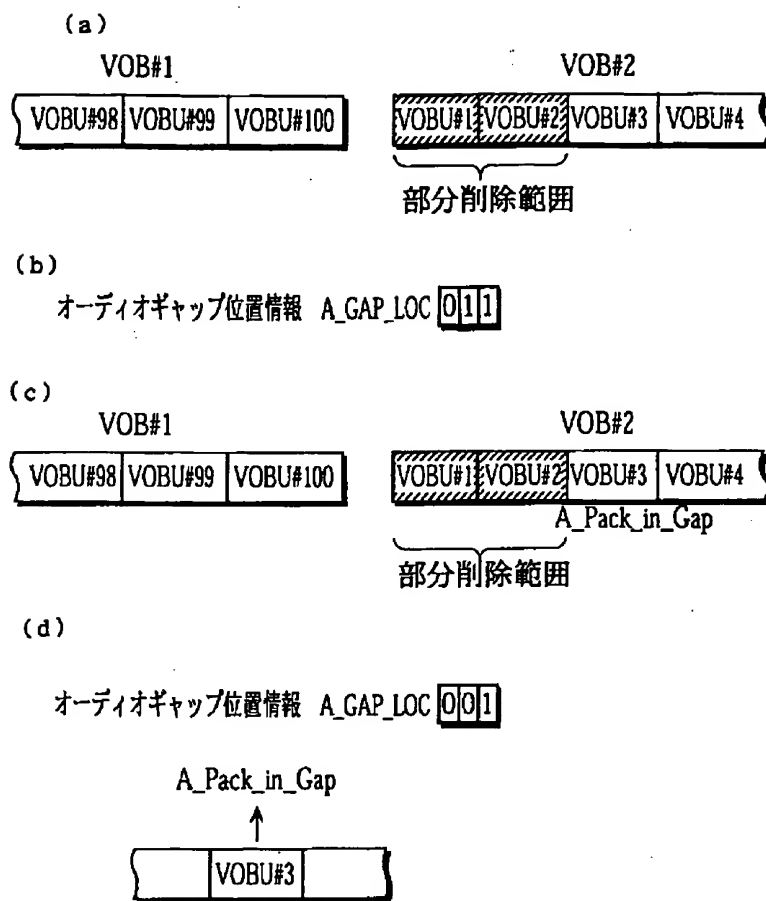 (a)
VOB#1 VOB#2
VOBU#98 VOBU#99 VOBU#100 VOBU#1 VOBU#2 VOBU#3 VOBU#4
部分削除範囲
(b)
オーディオギャップ位置情報 A_GAP_LOC 0 1 1
(c)
VOB#1 VOB#2
VOBU#98 VOBU#99 VOBU#100 VOBU#1 VOBU#2 VOBU#3 VOBU#4
A_Pack_in_Gap
部分削除範囲
(d)
オーディオギャップ位置情報 A_GAP_LOC 0 0 1
A_Pack_in_Gap
VOBU#3